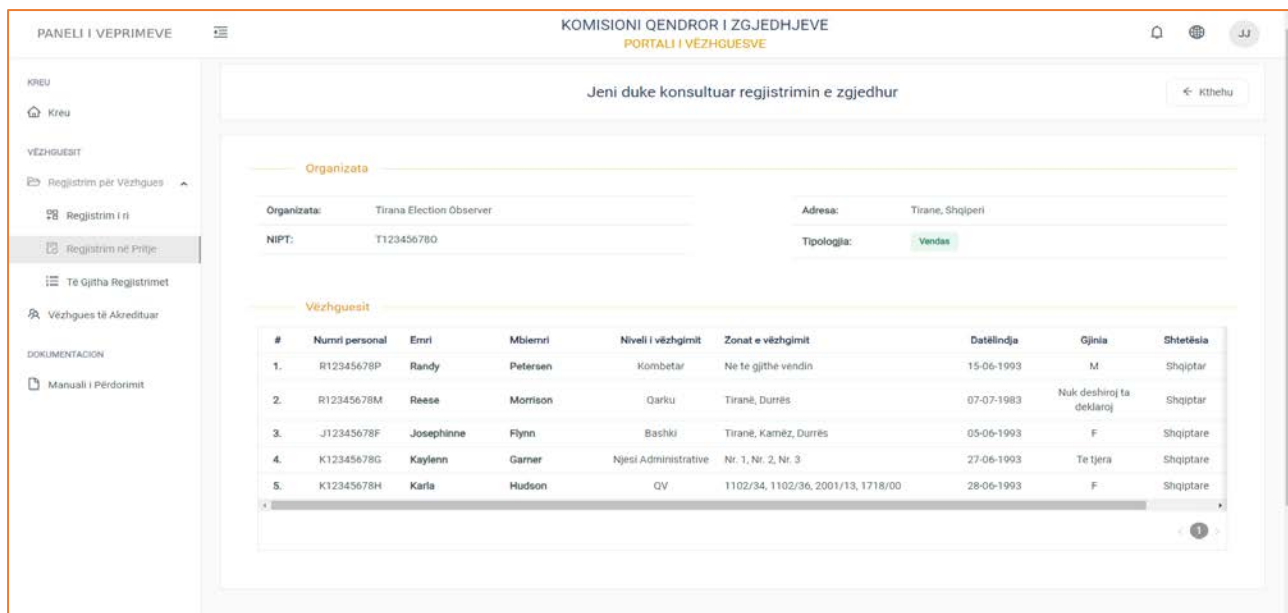 PANELI I VEPRIMEVE
KOMISIONI QENDROR I ZGJEDHJEVE
PORTALI I VËZHGUESVE
JJ
KREU
Kreu
VËZHGUESIT
Regjistrim për Vëzhgues
Regjistrim i ri
Regjistrim në Pritje
Të Gjitha Regjistrimet
Vëzhgues të Akredituar
DOKUMENTACION
Manuali i Përdorimit
Jeni duke konsultuar regjistrimin e zgjedhur
Kthehu
Organizata
Organizata: Tirana Election Observer Adresa: Tirane, Shqiperi
NIPT: T12345678O Tipologjia: Vendas
Vëzhguesit
# Numri personal Emri Mbiemri Niveli i vëzhgimit Zonat e vëzhgimit Datëlindja Gjinia Shtetësia
1. R12345678P Randy Petersen Kombetar Ne te gjithe vendin 15-06-1993 M Shqiptar
2. R12345678M Reese Morrison Qarku Tiranë, Durrës 07-07-1983 Nuk deshiroj ta deklaroj Shqiptar
3. J12345678F Josephinne Flynn Bashki Tiranë, Kamëz, Durrës 05-06-1993 F Shqiptare
4. K12345678G Kaylenn Garner Njesi Administrative Nr. 1, Nr. 2, Nr. 3 27-06-1993 Te tjera Shqiptare
5. K12345678H Karla Hudson QV 1102/34, 1102/36, 2001/13, 1718/00 28-06-1993 F Shqiptare
1